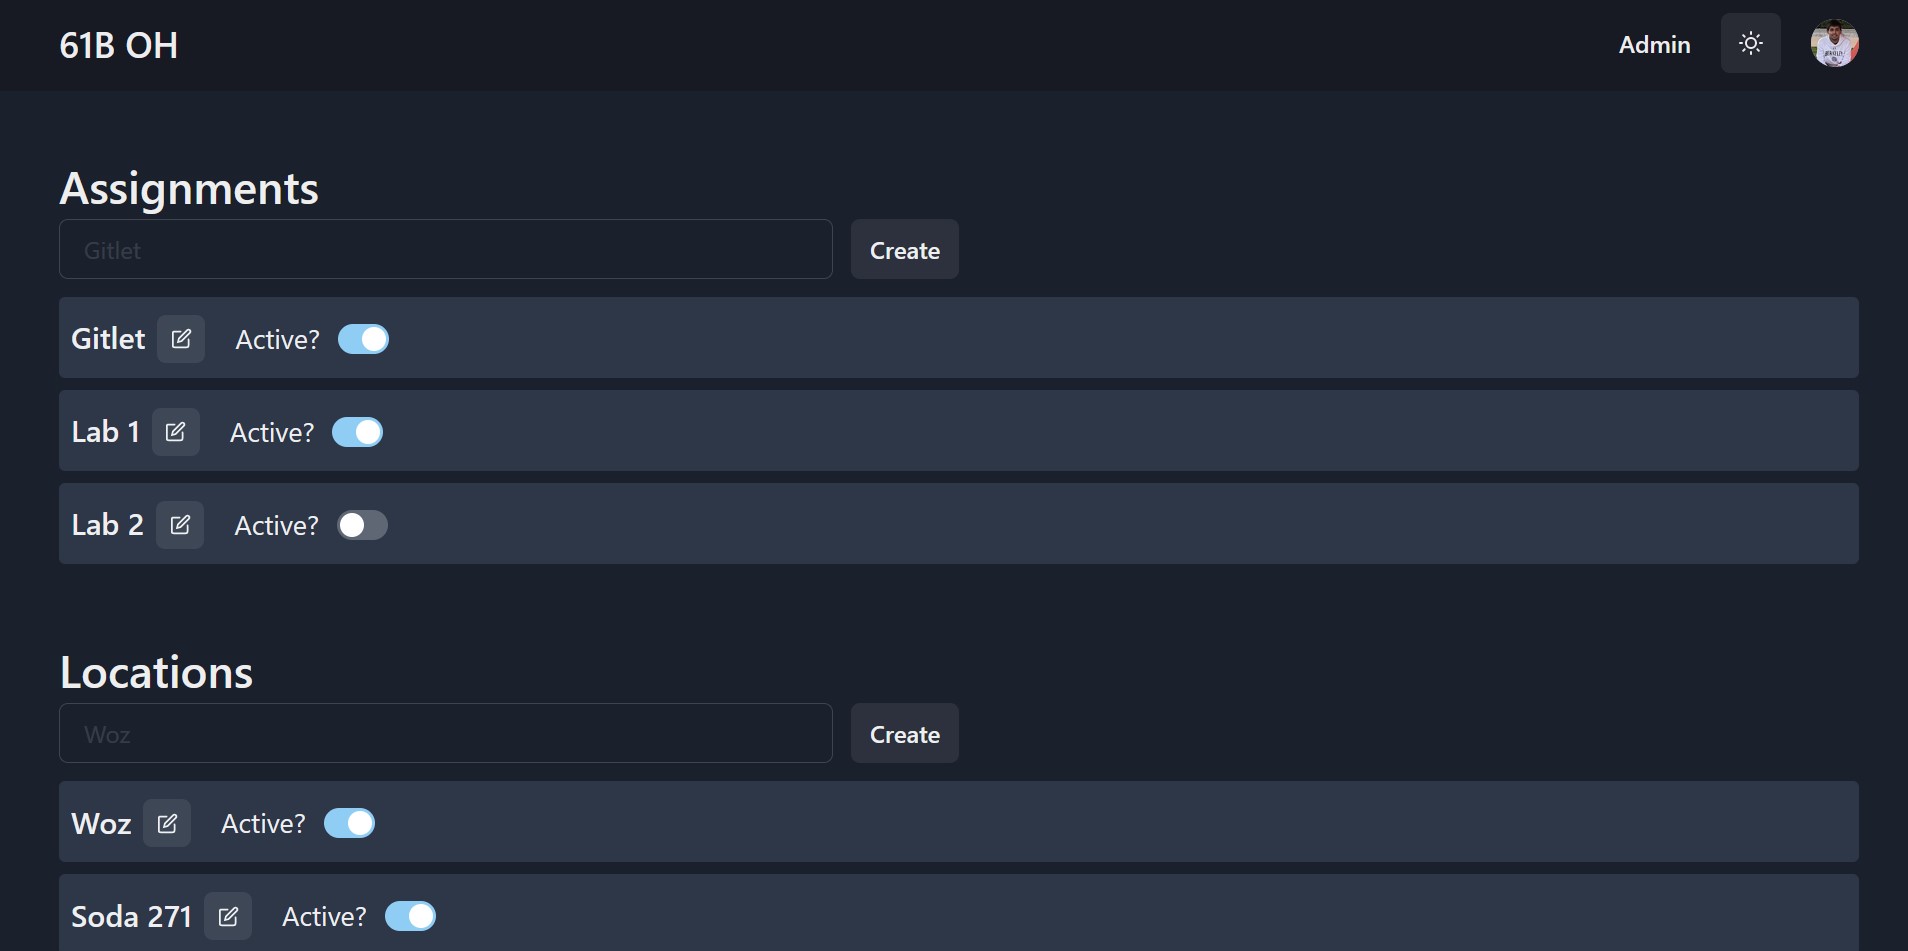 61B OH
Admin
Assignments
Gitlet
Create
Gitlet Active?
Lab 1 Active?
Lab 2 Active?
Locations
Woz
Create
Woz Active?
Soda 271 Active?